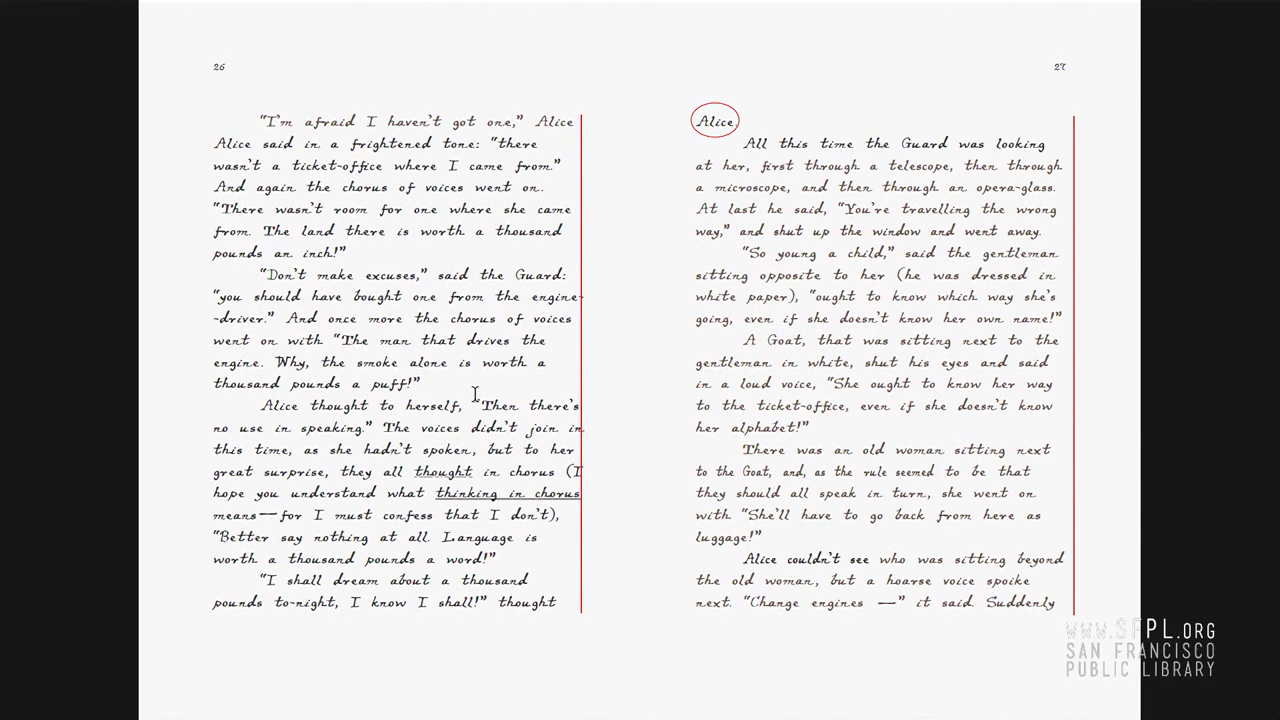 26
"I'm afraid I haven't got one," Alice
Alice said in a frightened tone: "there
wasn't a ticket-office where I came from."
And again the chorus of voices went on.
"There wasn't room for one where she came
from. The land there is worth a thousand
pounds an inch!"
"Don't make excuses," said the Guard:
"you should have bought one from the engine-
-driver." And once more the chorus of voices
went on with "The man that drives the
engine. Why, the smoke alone is worth a
thousand pounds a puff!"
Alice thought to herself, "Then there's
no use in speaking." The voices didn't join in
this time, as she hadn't spoken, but to her
great surprise, they all thought in chorus (I
hope you understand what thinking in chorus
means—for I must confess that I don't),
"Better say nothing at all. Language is
worth a thousand pounds a word!"
"I shall dream about a thousand
pounds to-night, I know I shall!" thought
27
Alice.
All this time the Guard was looking
at her, first through a telescope, then through
a microscope, and then through an opera-glass.
At last he said, "You're travelling the wrong
way," and shut up the window and went away.
"So young a child," said the gentleman
sitting opposite to her (he was dressed in
white paper), "ought to know which way she's
going, even if she doesn't know her own name!"
A Goat, that was sitting next to the
gentleman in white, shut his eyes and said
in a loud voice, "She ought to know her way
to the ticket-office, even if she doesn't know
her alphabet!"
There was an old woman sitting next
to the Goat, and, as the rule seemed to be that
they should all speak in turn, she went on
with "She'll have to go back from here as
luggage!"
Alice couldn't see who was sitting beyond
the old woman, but a hoarse voice spoike
next. "Change engines —" it said. Suddenly
WWW.SFPL.ORG
SAN FRANCISCO
PUBLIC LIBRARY